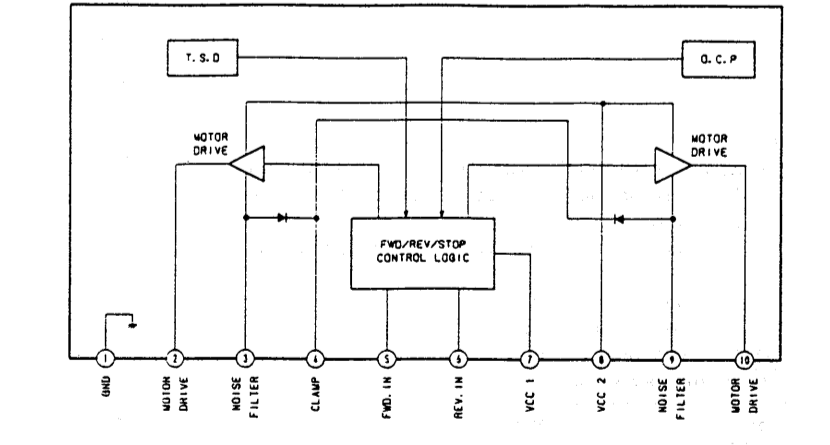 T.S.D
O.C.P
MOTOR
DRIVE
MOTOR
DRIVE
FWD/REV/STOP
CONTROL LOGIC
1
2
3
4
5
6
7
8
9
10
GND
MOTOR
DRIVE
NOISE
FILTER
CLAMP
FWD.IN
REV.IN
VCC 1
VCC 2
NOISE
FILTER
MOTOR
DRIVE